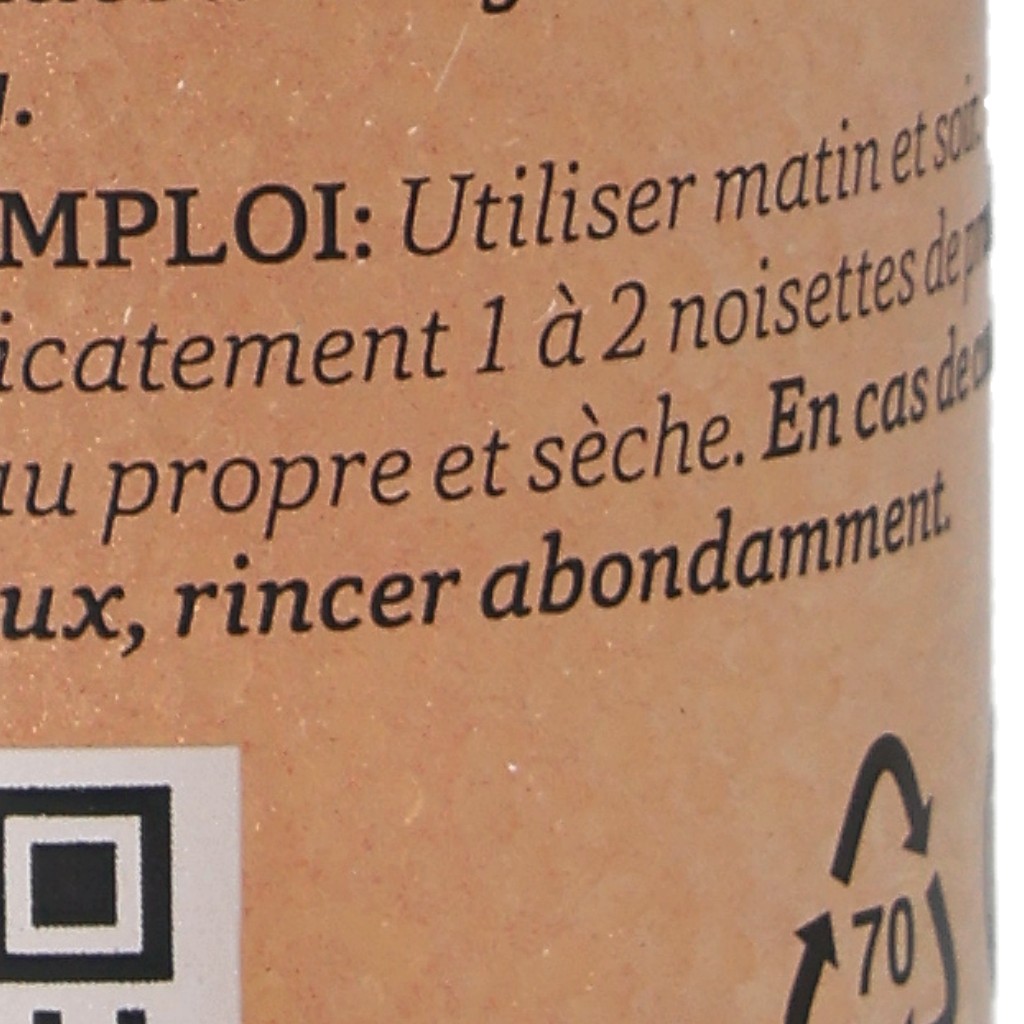 MPLOI: Utiliser matin et soir.
icatement 1 à 2 noisettes de
au propre et sèche. En cas de
ux, rincer abondamment.
70